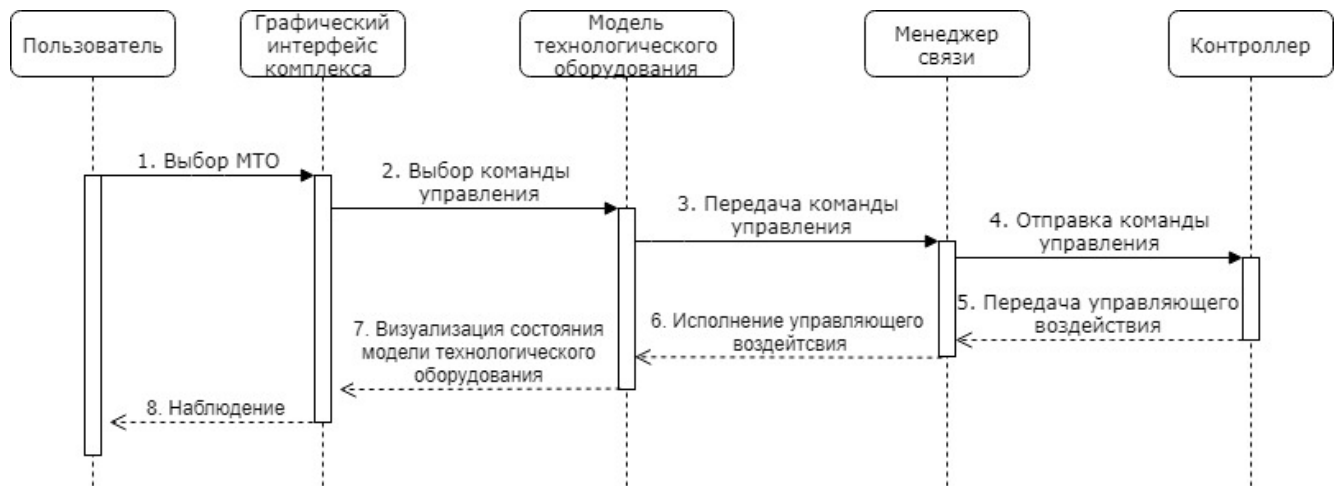 Пользователь
Графический
интерфейс
комплекса
Модель
технологического
оборудования
Менеджер
связи
Контроллер
1. Выбор МТО
2. Выбор команды
управления
3. Передача команды
управления
4. Отправка команды
управления
5. Передача управляющего
воздействия
6. Исполнение управляющего
воздейтсвия
7. Визуализация состояния
модели технологического
оборудования
8. Наблюдение